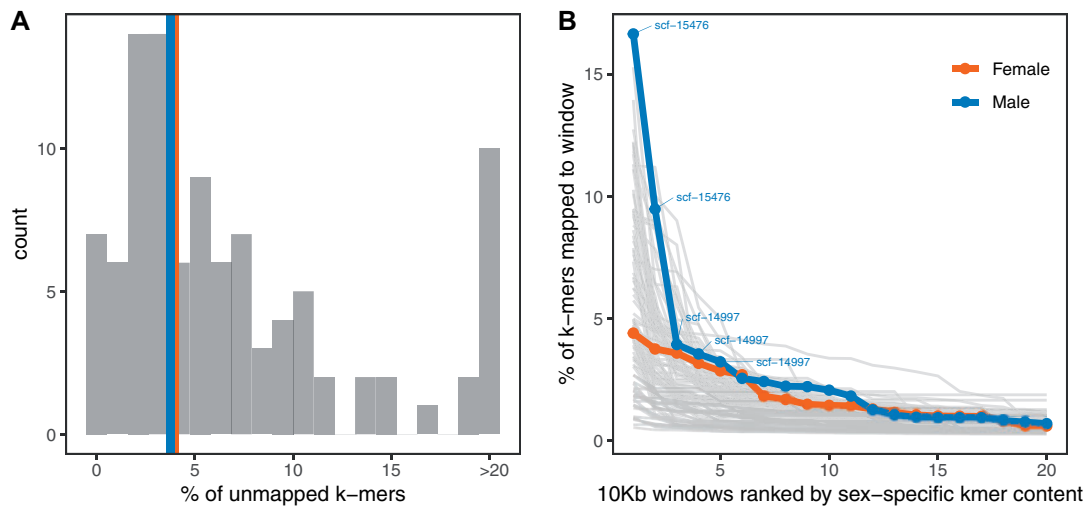 A
count
10
5
0
0
5
10
15
>20
% of unmapped k−mers
B
% of k−mers mapped to window
15
10
5
0
scf−15476
scf−15476
scf−14997
scf−14997
scf−14997
Female
Male
5
10
15
20
10Kb windows ranked by sex−specific kmer content